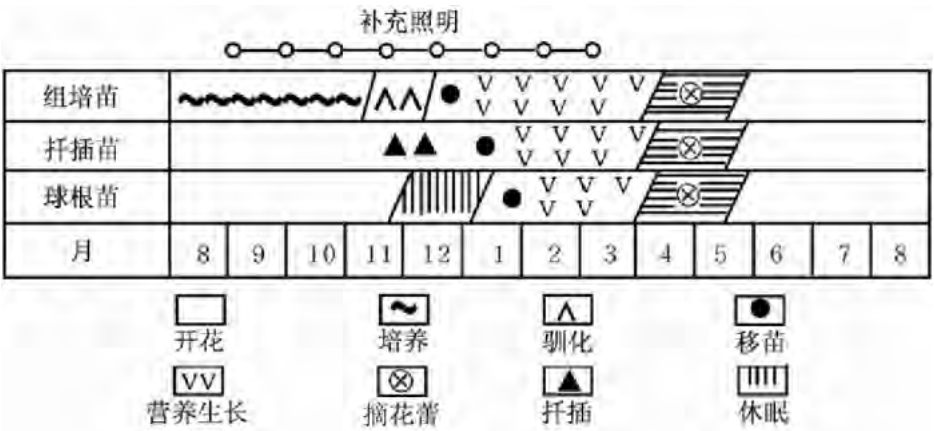 补充照明
组培苗
扦插苗
球根苗
月 8 9 10 11 12 1 2 3 4 5 6 7 8
开花 培养 驯化 移苗
营养生长 摘花蕾 扦插 休眠